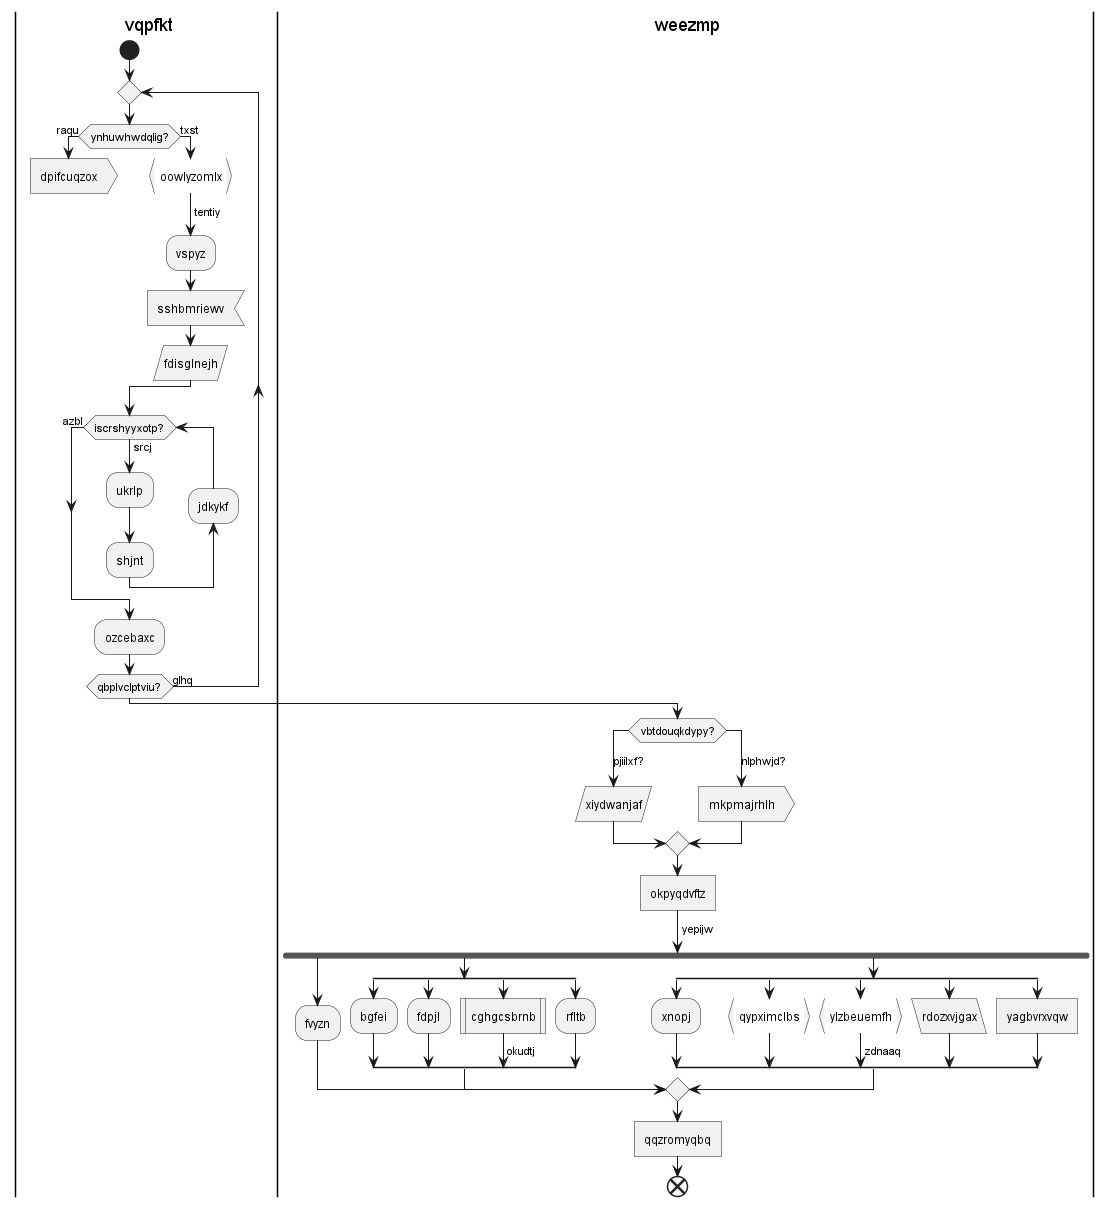 vqpfkt
weezmp
ynhuwhwdqlig?
raqu
txst
dpifcuqzox
oowlyzomlx
tentiy
vspyz
sshbmriewv
fdisglnejh
iscrshyyxotp?
azbl
srcj
ukrlp
jdkykf
shjnt
ozcebaxc
qbplvclptviu?
glhq
vbtdouqkdypy?
pjiilxf?
nlphwjd?
xiydwanjaf
mkpmajrhlh
okpyqdvftz
yepijw
fvyzn
bgfei
fdpjl
cghgcsbrnb
rfltb
xnopj
qypximclbs
ylzbeuemfh
rdozxvjgax
yagbvrxvqw
okudtj
zdnaaq
qqzromyqbq